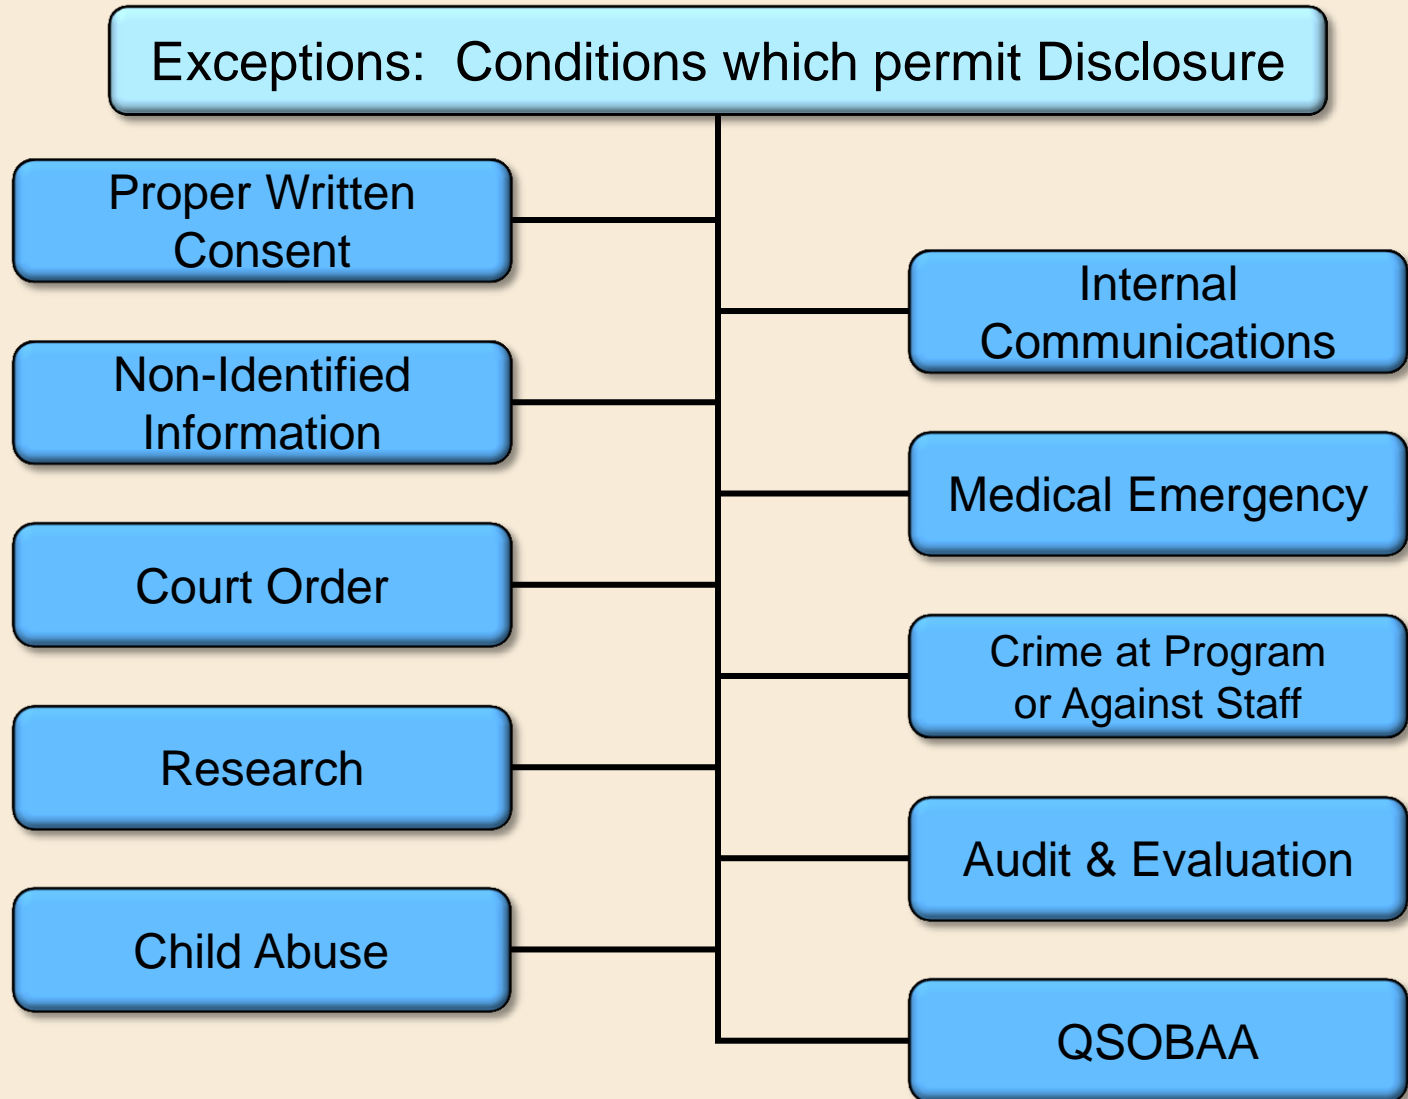 Exceptions:  Conditions which permit Disclosure
Proper Written
Consent
Internal
Communications
Non-Identified
Information
Medical Emergency
Court Order
Crime at Program
or Against Staff
Research
Audit & Evaluation
Child Abuse
QSOBAA